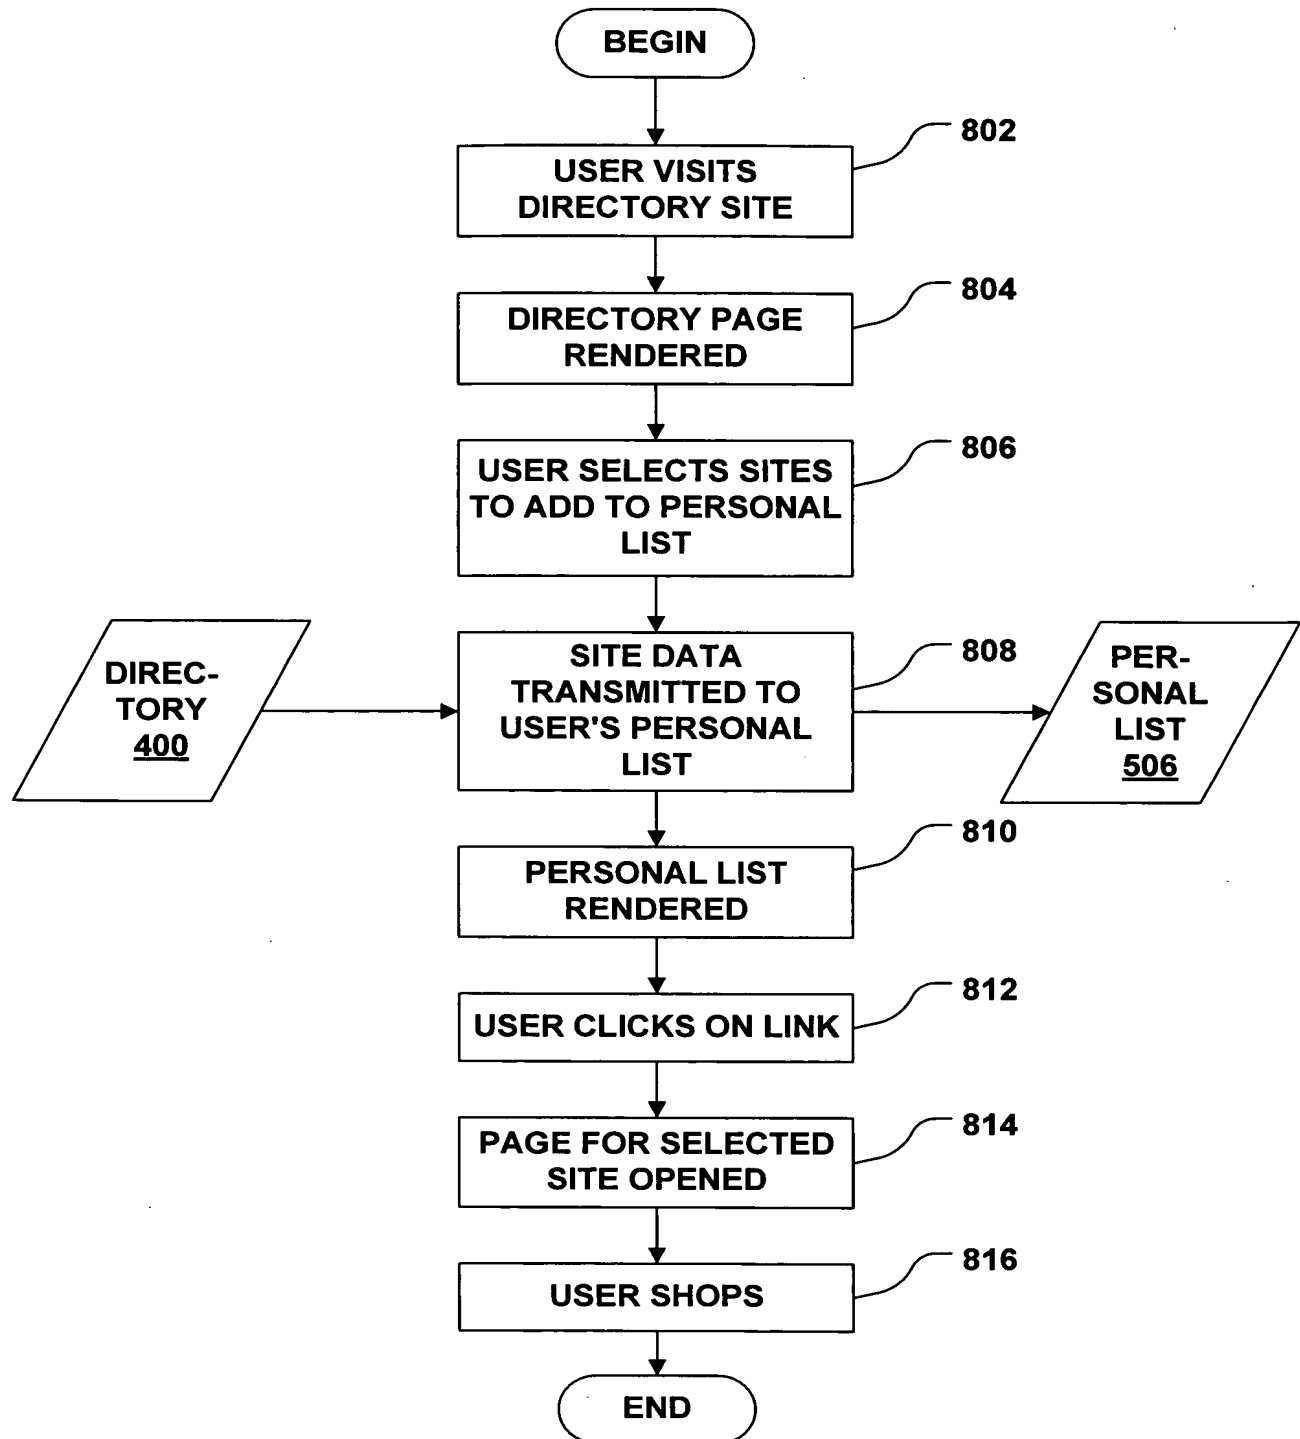 BEGIN
802
USER VISITS
DIRECTORY SITE
804
DIRECTORY PAGE
RENDERED
806
USER SELECTS SITES
TO ADD TO PERSONAL
LIST
DIREC-
TORY
400
808
SITE DATA
TRANSMITTED TO
USER'S PERSONAL
LIST
PER-
SONAL
LIST
506
810
PERSONAL LIST
RENDERED
812
USER CLICKS ON LINK
814
PAGE FOR SELECTED
SITE OPENED
816
USER SHOPS
END